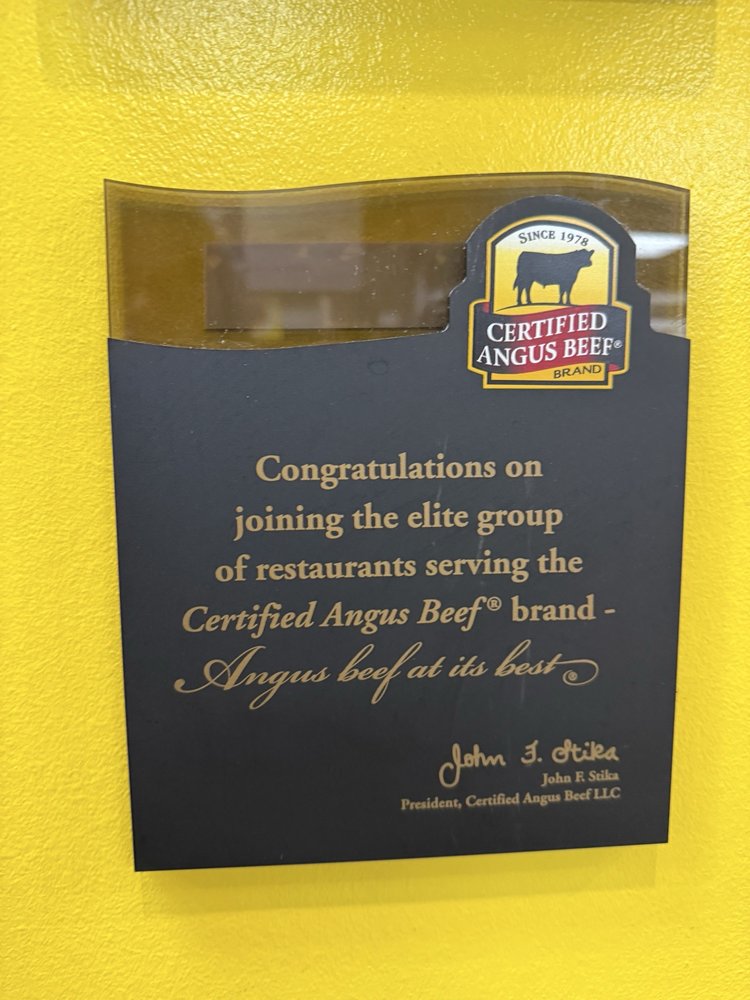 SINCE 1978
CERTIFIED
ANGUS BEEF®
BRAND
Congratulations on
joining the elite group
of restaurants serving the
Certified Angus Beef® brand -
Angus beef at its best®
John F. Stika
John F. Stika
President, Certified Angus Beef LLC